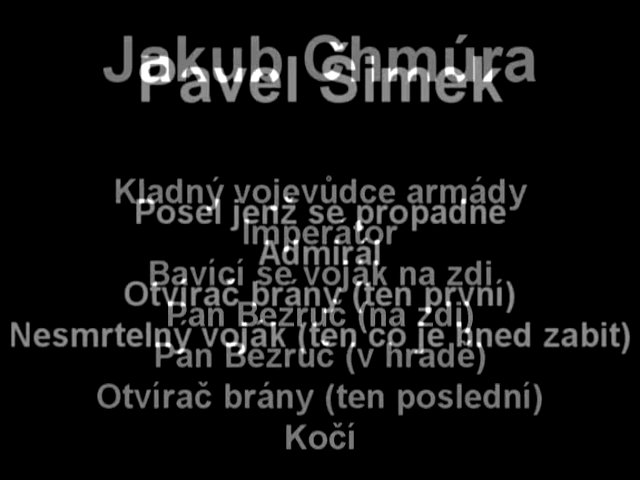 Jakub Chmúra
Pavel Šimek
Kladný vojevůdce armády
Posel jenž se propadne
Imperátor
Admirál
Bavící se voják na zdi
Otvírač brány (ten první)
Pan Bezruč (na zdi)
Nesmrtelný voják (ten co je hned zabit)
Pan Bezruč (v hradě)
Otvírač brány (ten poslední)
Kočí